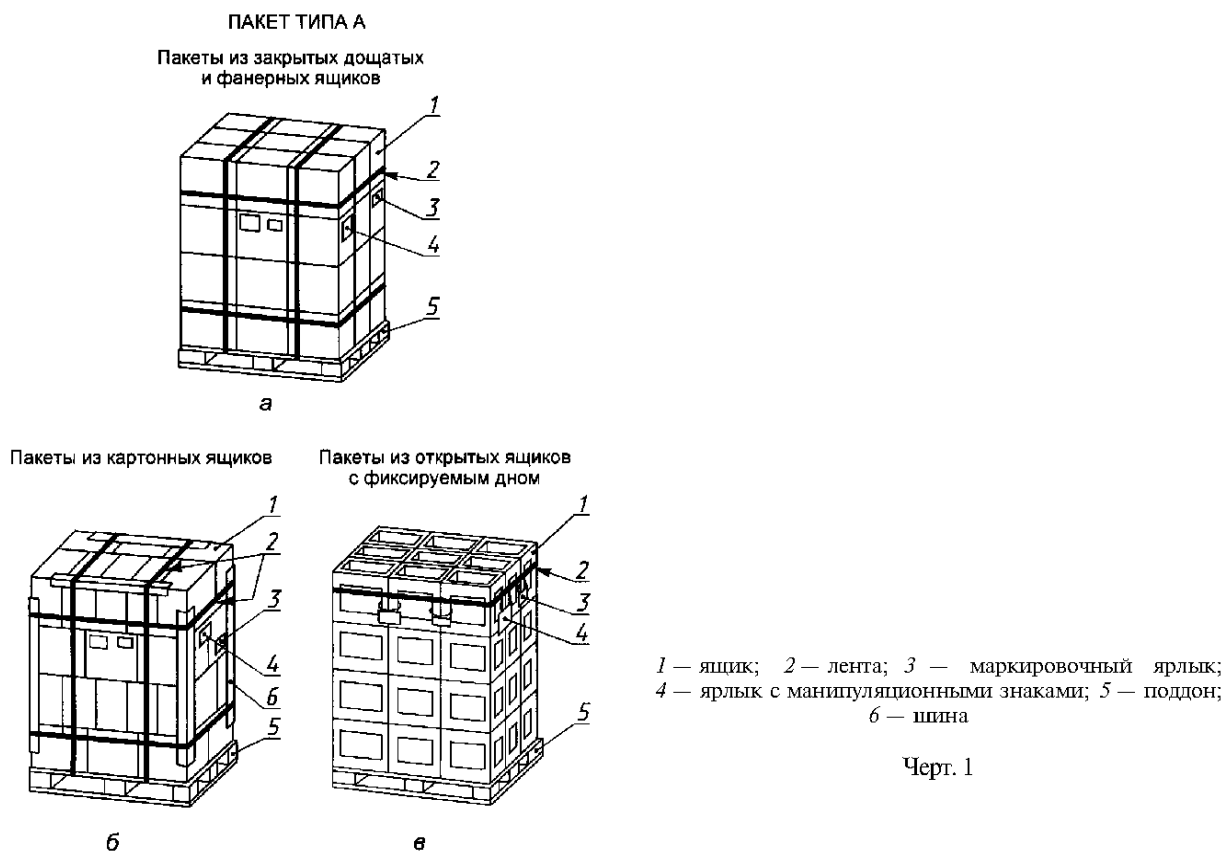 ПАКЕТ ТИПА А
Пакеты из закрытых дощатых
и фанерных ящиков
1
2
3
4
5
а
Пакеты из картонных ящиков
1
2
3
4
6
5
б
Пакеты из открытых ящиков
с фиксируемым дном
1
2
3
4
5
в
1 — ящик; 2 — лента; 3 — маркировочный ярлык;
4 — ярлык с манипуляционными знаками; 5 — поддон;
6 — шина
Черт. 1